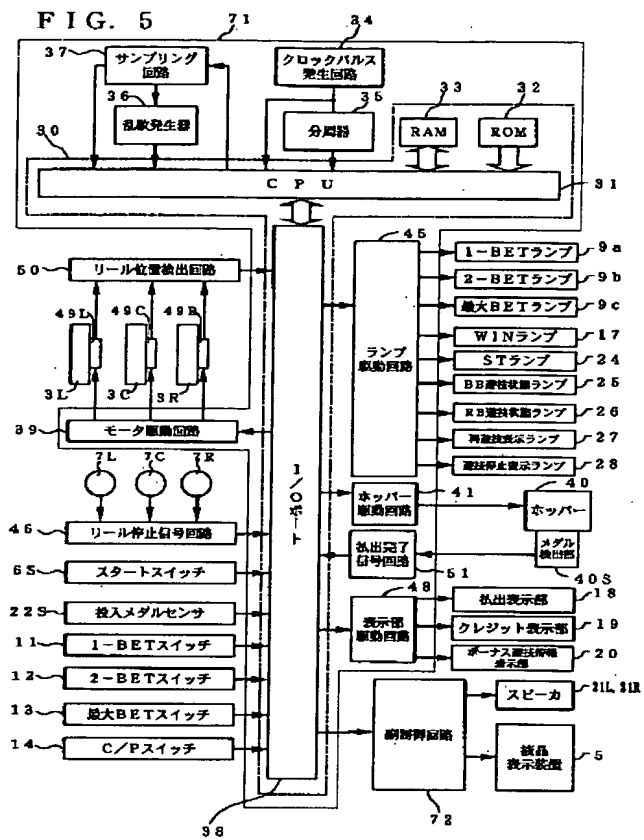 FIG. 5
71
37
サンプリング
回路
34
クロックパルス
発生回路
36
乱数発生器
35
分周器
33
RAM
32
ROM
30
CPU
31
50
リール位置検出回路
49L
49C
49R
3L
3C
3R
39
モータ駆動回路
7L
7C
7R
46
リール停止信号回路
6S
スタートスイッチ
22S
投入メダルセンサ
11
1-BETスイッチ
12
2-BETスイッチ
13
最大BETスイッチ
14
C/Pスイッチ
I/Oポート
38
45
ランプ
駆動回路
1-BETランプ
9a
2-BETランプ
9b
最大BETランプ
9c
WINランプ
17
STランプ
24
BB遊技状態ランプ
25
RB遊技状態ランプ
26
再遊技表示ランプ
27
遊技停止表示ランプ
28
ホッパー
駆動回路
41
40
ホッパー
メダル
検出部
40S
払出完了
信号回路
51
48
表示部
駆動回路
払出表示部
18
クレジット表示部
19
ボーナス遊技情報
表示部
20
副制御回路
72
スピーカ
21L, 21R
液晶
表示装置
5